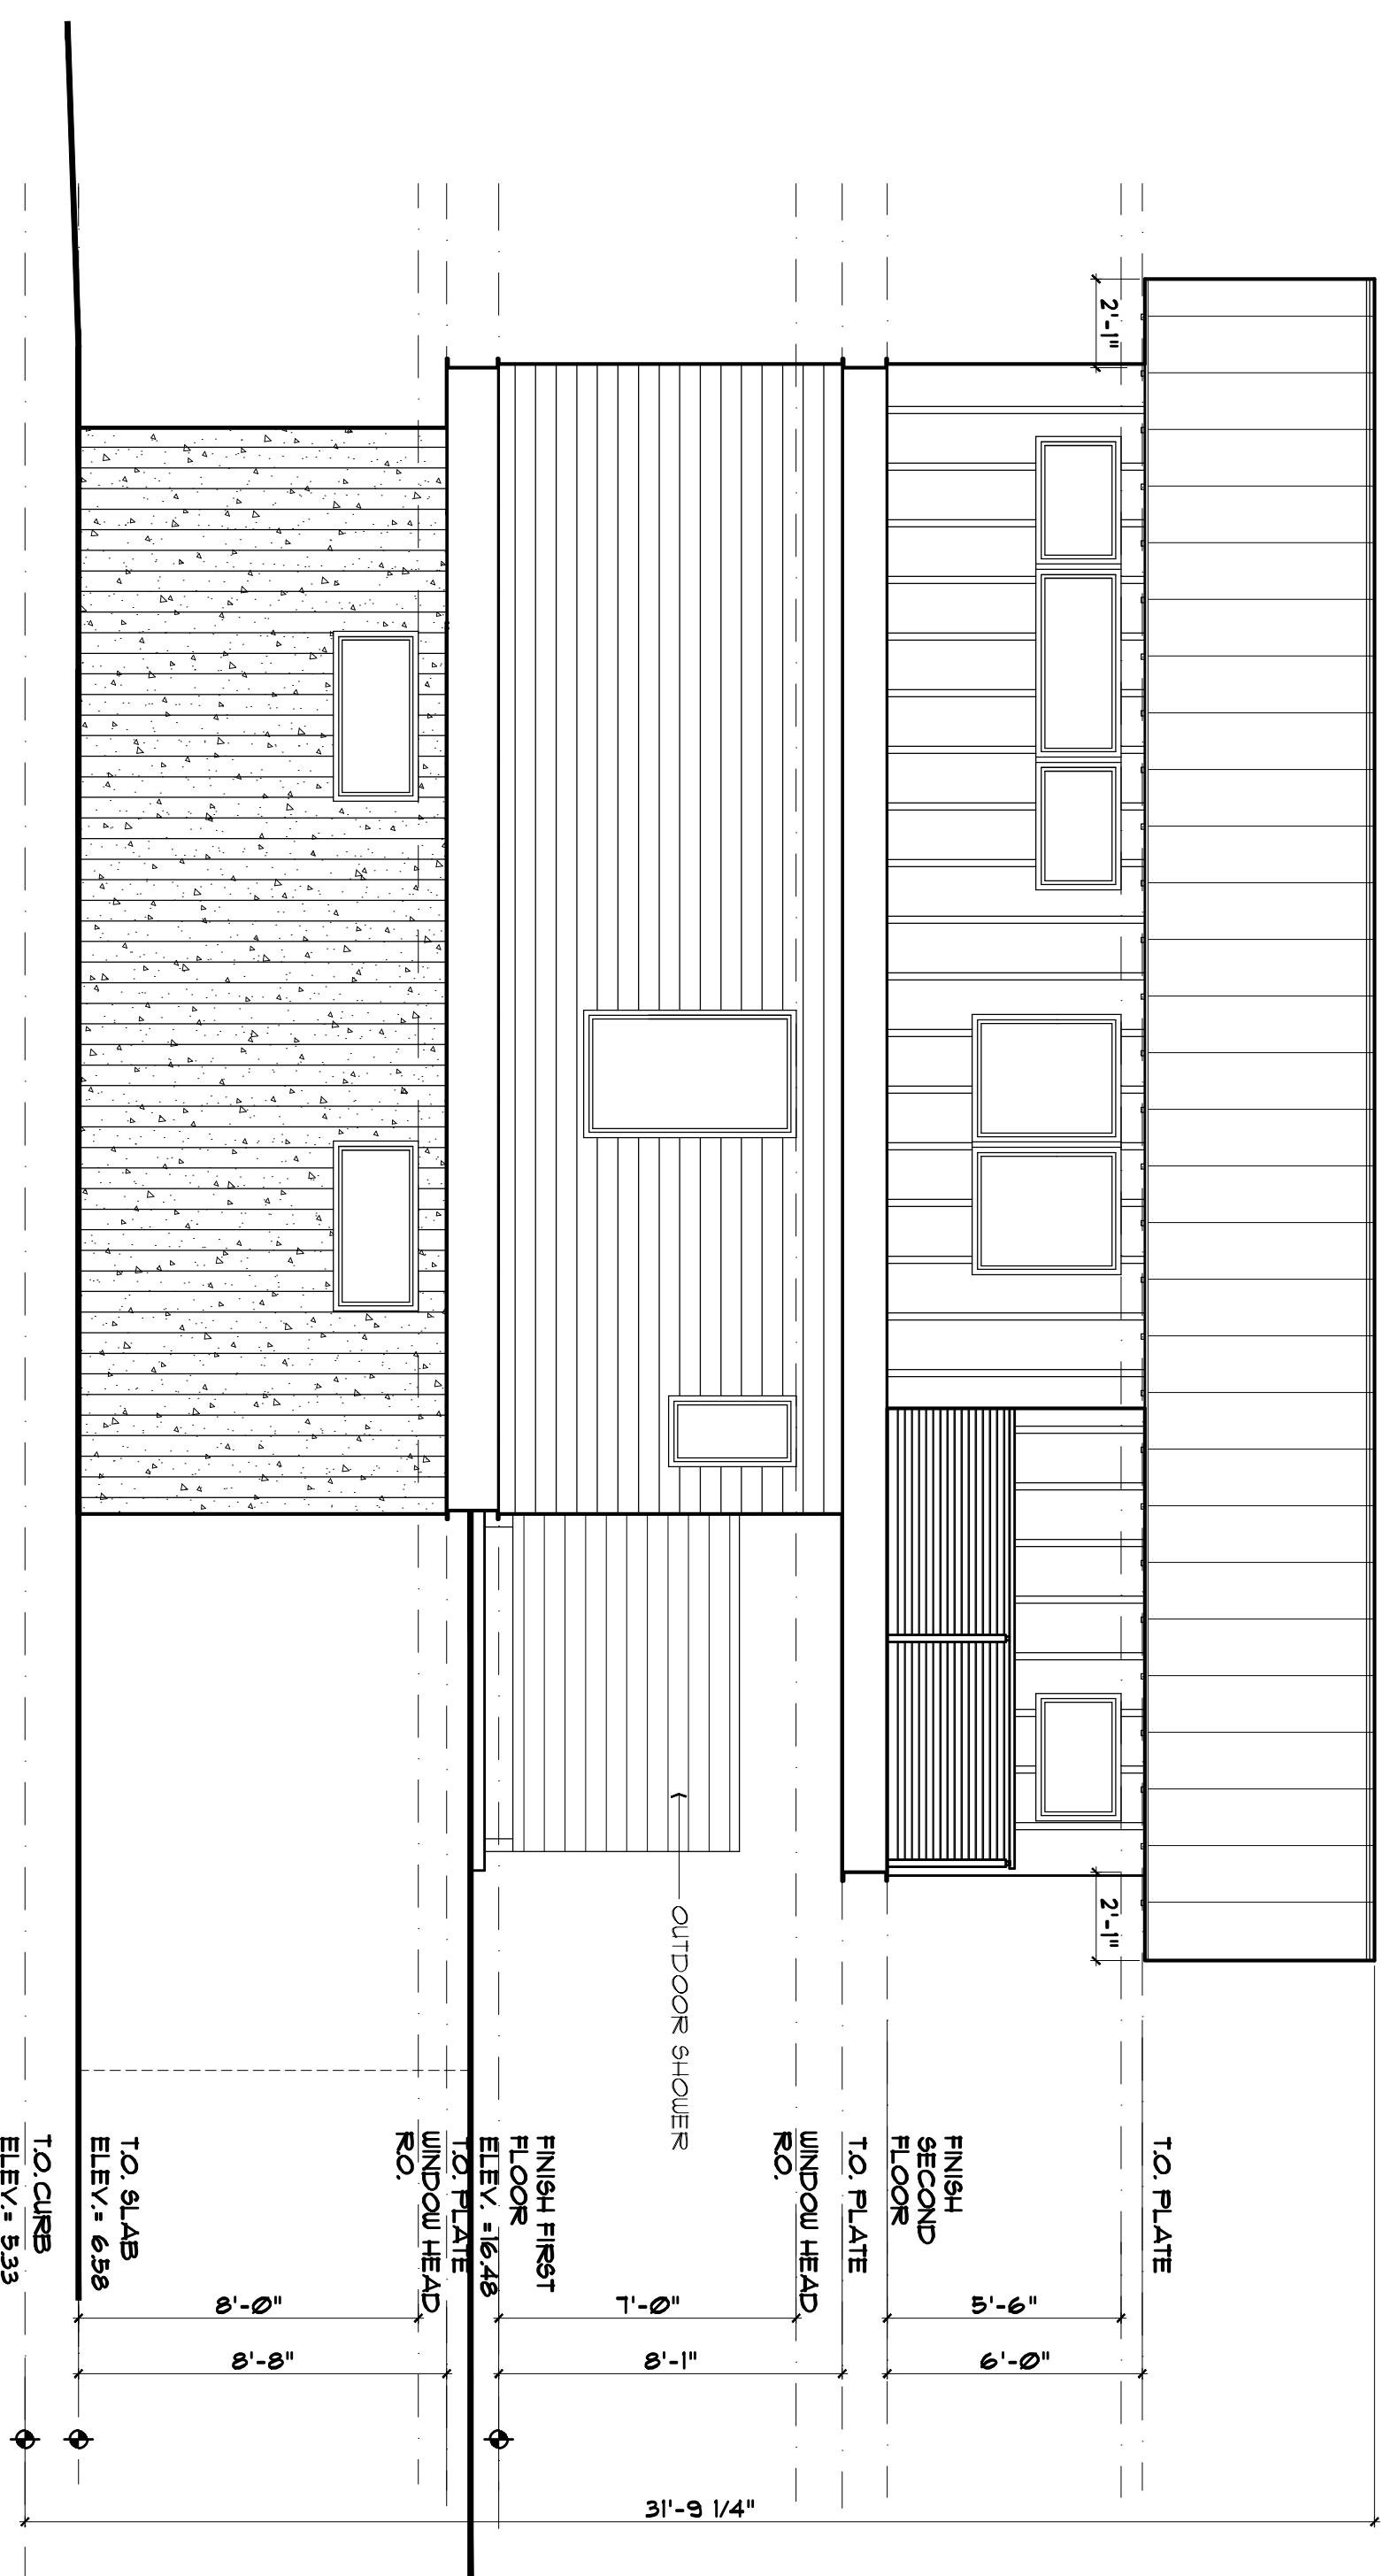 2'-1"
2'-1"
T.O. PLATE
5'-6"
6'-0"
FINISH
SECOND
FLOOR
T.O. PLATE
WINDOW HEAD
R.O.
7'-0"
8'-1"
31'-9 1/4"
OUTDOOR SHOWER
FINISH FIRST
FLOOR
ELEV. = 16.48
T.O. PLATE
WINDOW HEAD
R.O.
8'-0"
8'-8"
T.O. SLAB
ELEV. = 6.58
T.O. CURB
ELEV. = 5.33